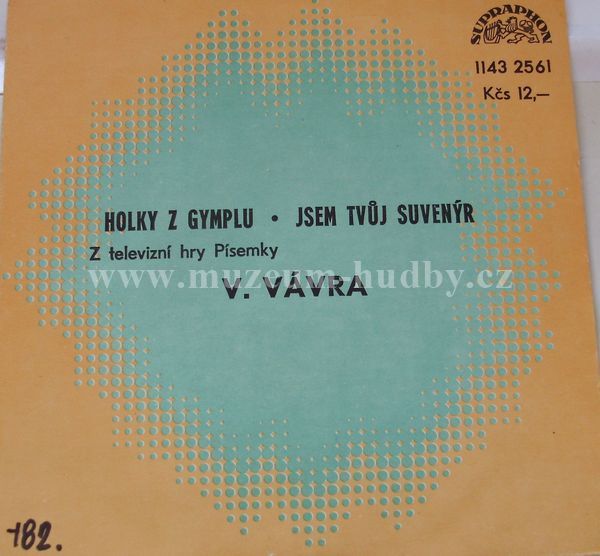 SUPRAPHON
1143 2561
Kčs 12,—
HOLKY Z GYMPLU • JSEM TVŮJ SUVENÝR
Z televizní hry Písemky
www.muzeum-hudby.cz
V. VÁVRA
182.